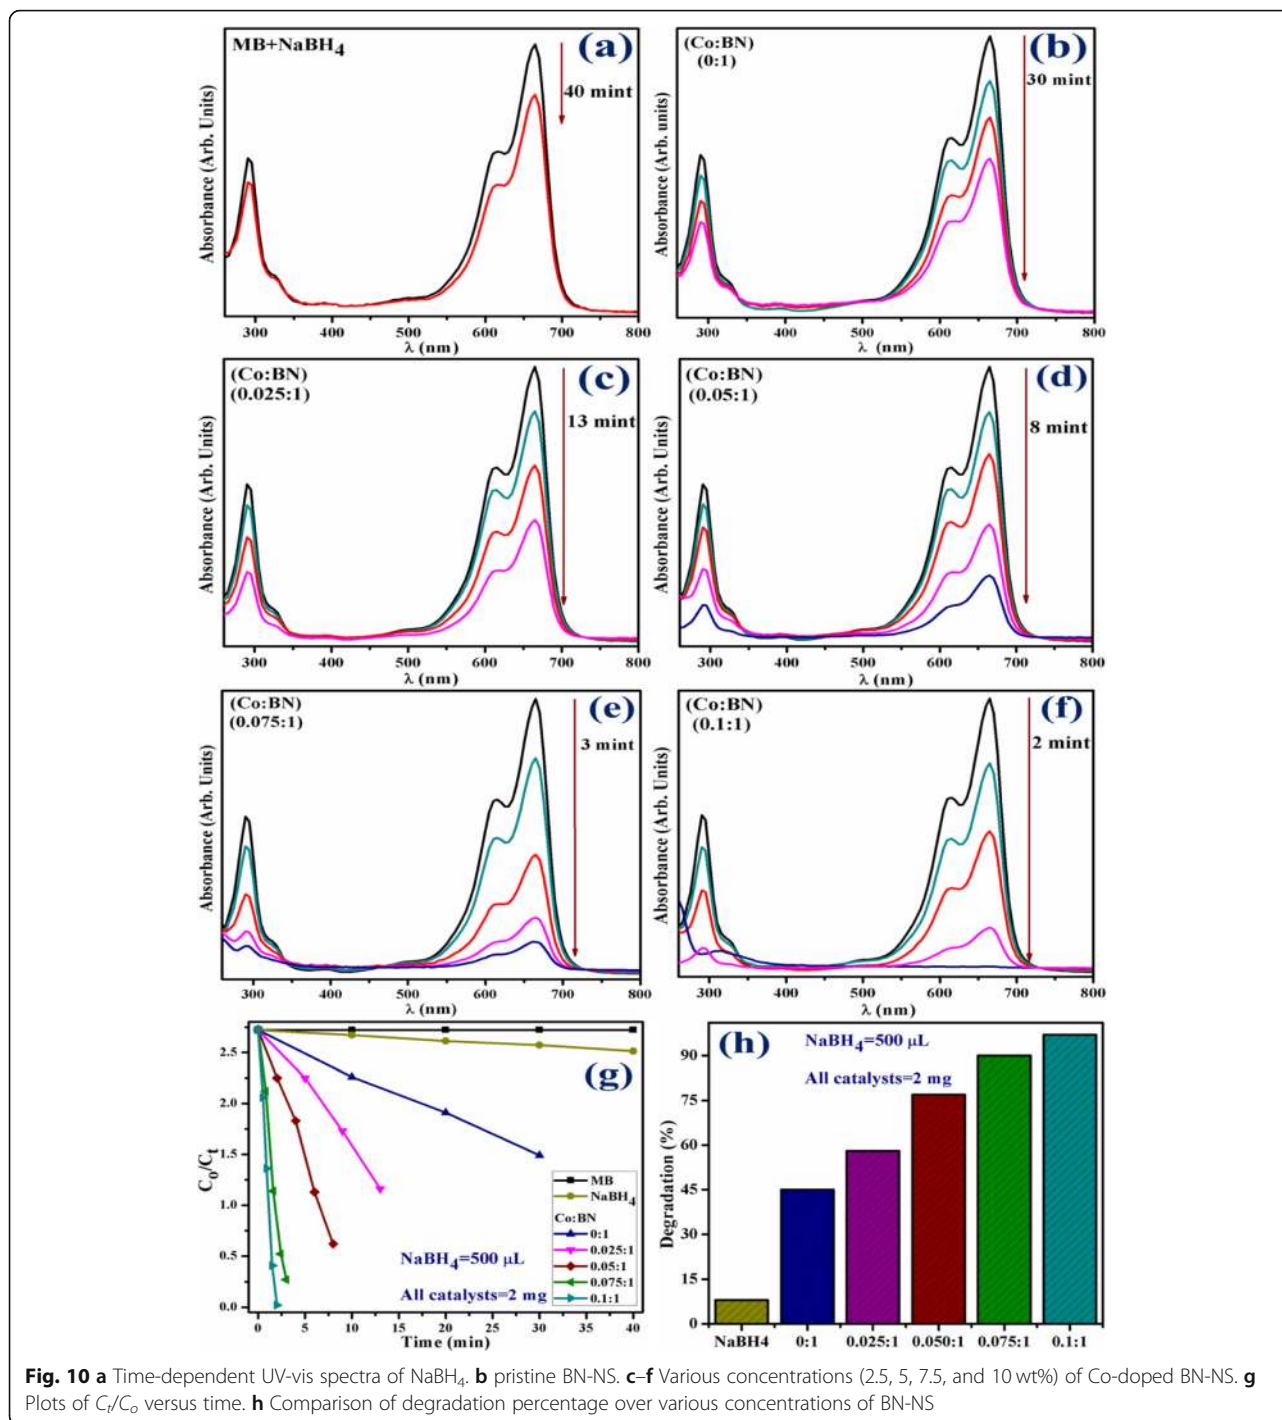 MB+NaBH4
(a)
40 mint
Absorbance (Arb. Units)
300 400 500 600 700 800
λ (nm)
(Co:BN)
(0:1)
(b)
30 mint
Absorbance (Arb. units)
300 400 500 600 700 800
λ (nm)
(Co:BN)
(0.025:1)
(c)
13 mint
Absorbance (Arb. Units)
300 400 500 600 700 800
λ (nm)
(Co:BN)
(0.05:1)
(d)
8 mint
Absorbance (Arb. Units)
300 400 500 600 700 800
λ (nm)
(Co:BN)
(0.075:1)
(e)
3 mint
Absorbance (Arb. Units)
300 400 500 600 700 800
λ (nm)
(Co:BN)
(0.1:1)
(f)
2 mint
Absorbance (Arb. Units)
300 400 500 600 700 800
λ (nm)
(g)
2.5
2.0
1.5
1.0
0.5
0.0
C0/Ct
MB
NaBH4
Co:BN
0:1
0.025:1
0.05:1
0.075:1
0.1:1
NaBH4=500 μL
All catalysts=2 mg
0 5 10 15 20 25 30 35 40
Time (min)
(h)
NaBH4=500 μL
All catalysts=2 mg
90
75
60
45
30
15
0
Degradation (%)
NaBH4 0:1 0.025:1 0.050:1 0.075:1 0.1:1
Fig. 10 a Time-dependent UV-vis spectra of NaBH4. b pristine BN-NS. c–f Various concentrations (2.5, 5, 7.5, and 10 wt%) of Co-doped BN-NS. g
Plots of Ct/Co versus time. h Comparison of degradation percentage over various concentrations of BN-NS